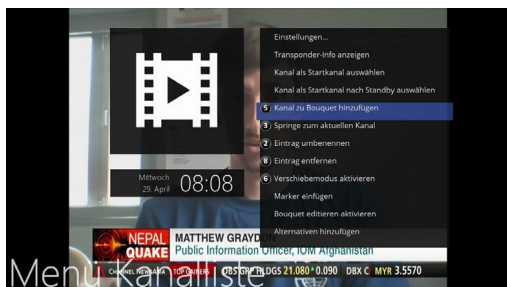 Einstellungen...
Transponder-Info anzeigen
Kanal als Startkanal auswählen
Kanal als Startkanal nach Standby auswählen
5 Kanal zu Bouquet hinzufügen
3 Springe zum aktuellen Kanal
2 Eintrag umbenennen
8 Eintrag entfernen
6 Verschiebemodus aktivieren
Marker einfügen
Bouquet editieren aktivieren
Alternativen hinzufügen
Mittwoch
29. April
08:08
NEPAL
QUAKE
MATTHEW GRAYDON
Public Information Officer, IOM Afghanistan
Menü Kanalliste
CHANNEL NEWSASIA TOP GAINERS OBS GRP HLDGS 21.080 0.090 DBX C MYR 3.5570